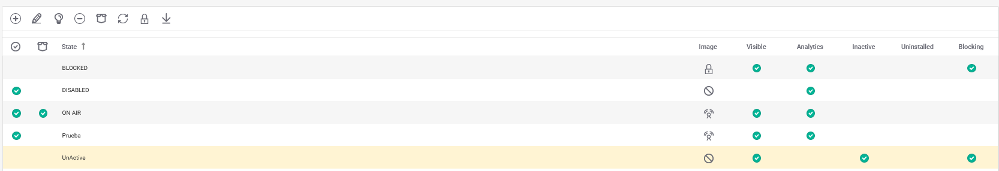 State Image Visible Analytics Inactive Uninstalled Blocking
BLOCKED
DISABLED
ON AIR
Prueba
UnActive